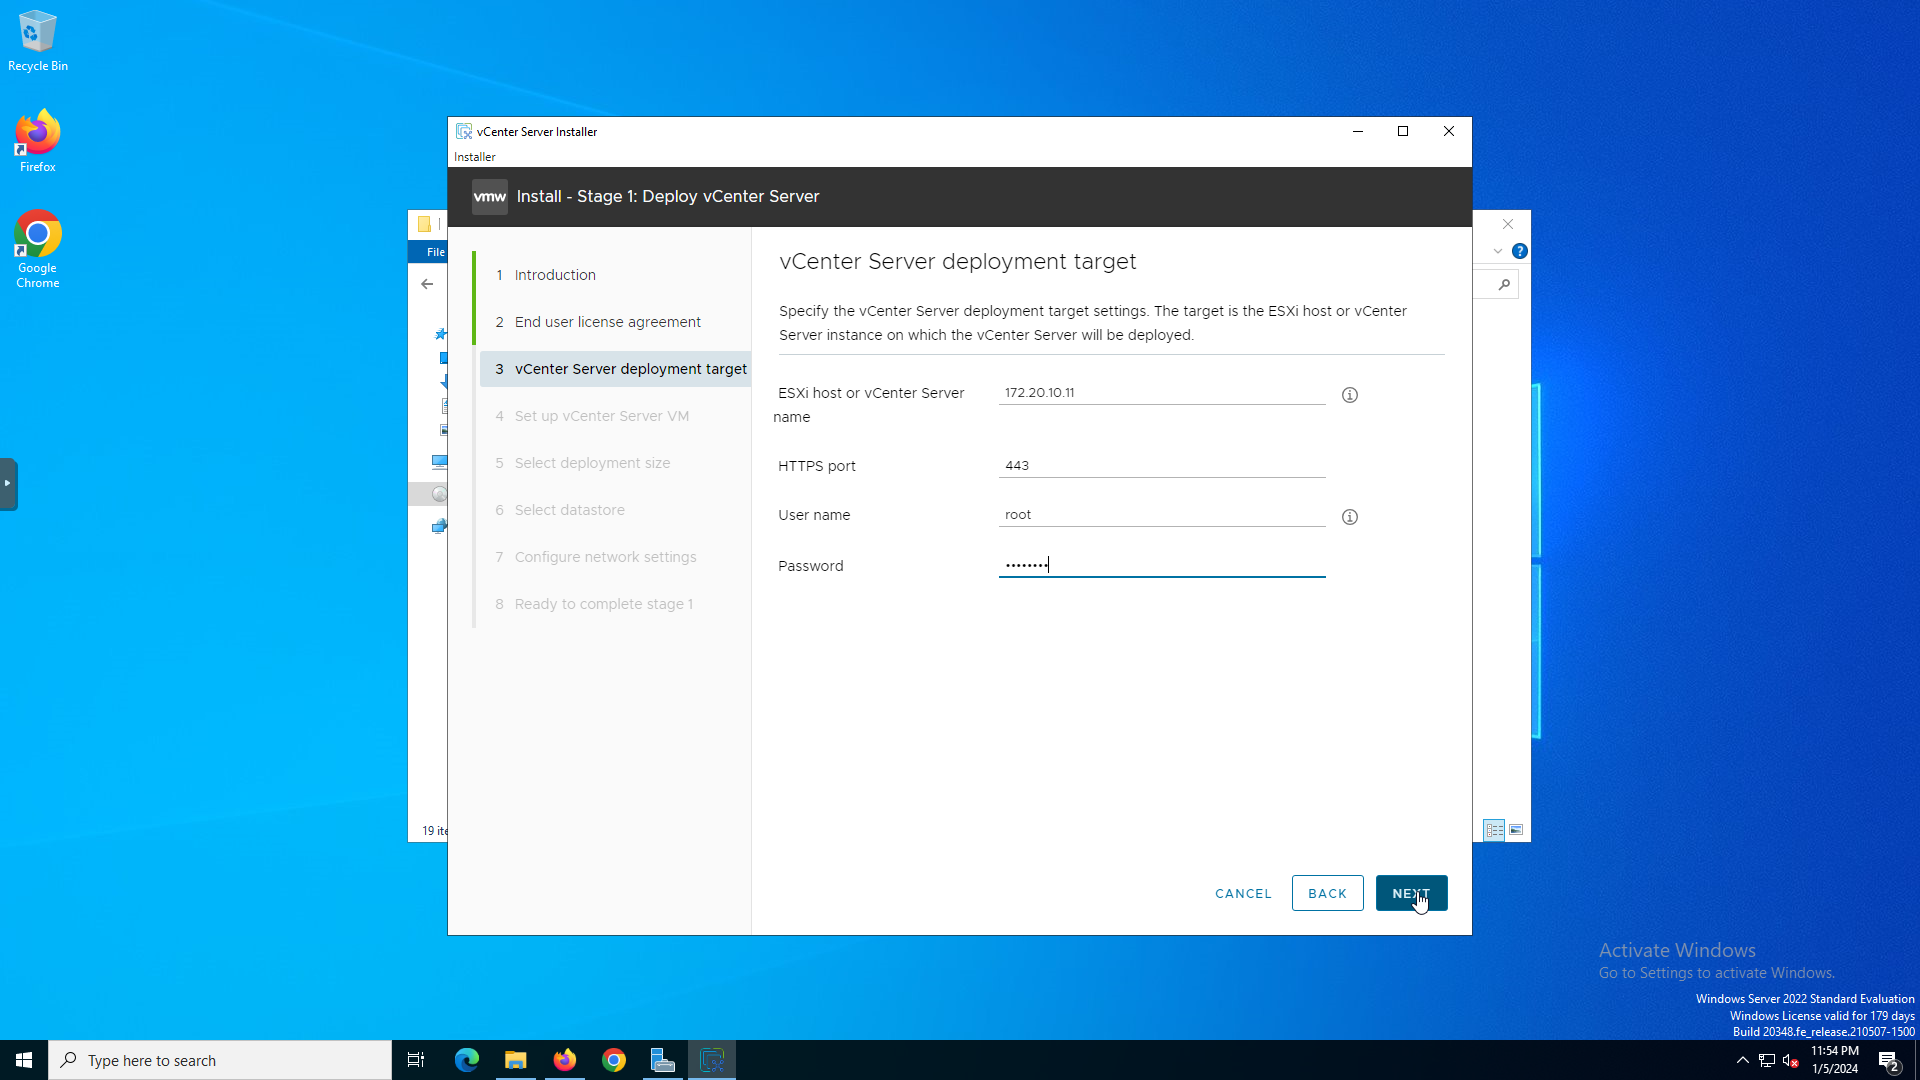 Recycle Bin
Firefox
Google
Chrome
vCenter Server Installer
Installer
vmw Install - Stage 1: Deploy vCenter Server
File
1 Introduction
2 End user license agreement
3 vCenter Server deployment target
4 Set up vCenter Server VM
5 Select deployment size
6 Select datastore
7 Configure network settings
8 Ready to complete stage 1
vCenter Server deployment target
Specify the vCenter Server deployment target settings. The target is the ESXi host or vCenter
Server instance on which the vCenter Server will be deployed.
ESXi host or vCenter Server
name
172.20.10.11
HTTPS port
443
User name
root
Password
••••••••
19 ite
CANCEL
BACK
NEXT
Activate Windows
Go to Settings to activate Windows.
Windows Server 2022 Standard Evaluation
Windows License valid for 179 days
Build 20348.fe_release.210507-1500
Type here to search
11:54 PM
1/5/2024
2